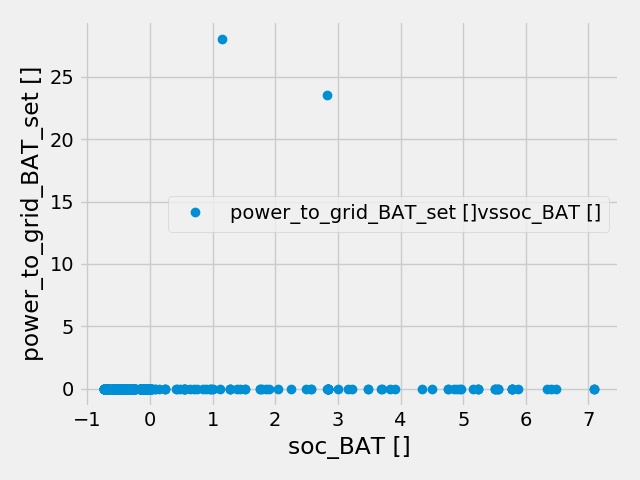 25
20
15
10
5
0
power_to_grid_BAT_set []
power_to_grid_BAT_set []vssoc_BAT []
−1 0 1 2 3 4 5 6 7
soc_BAT []